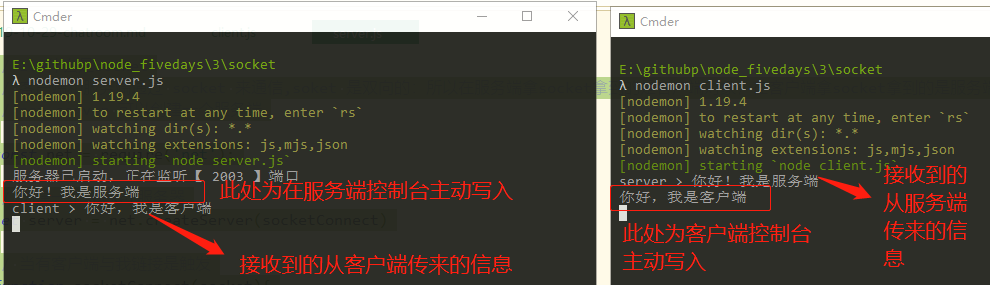 Cmder
E:\githubp\node_fivedays\3\socket
λ nodemon server.js
[nodemon] 1.19.4
[nodemon] to restart at any time, enter `rs`
[nodemon] watching dir(s): *.*
[nodemon] watching extensions: js,mjs,json
[nodemon] starting `node server.js`
服务器已启动，正在监听【 2003 】端口
你好！我是服务端
此处为在服务端控制台主动写入
client > 你好，我是客户端
接收到的从客户端传来的信息
Cmder
E:\githubp\node_fivedays\3\socket
λ nodemon client.js
[nodemon] 1.19.4
[nodemon] to restart at any time, enter `rs`
[nodemon] watching dir(s): *.*
[nodemon] watching extensions: js,mjs,json
[nodemon] starting `node client.js`
server > 你好！我是服务端
你好，我是客户端
接收到的
从服务端
传来的信
息
此处为客户端控制台
主动写入